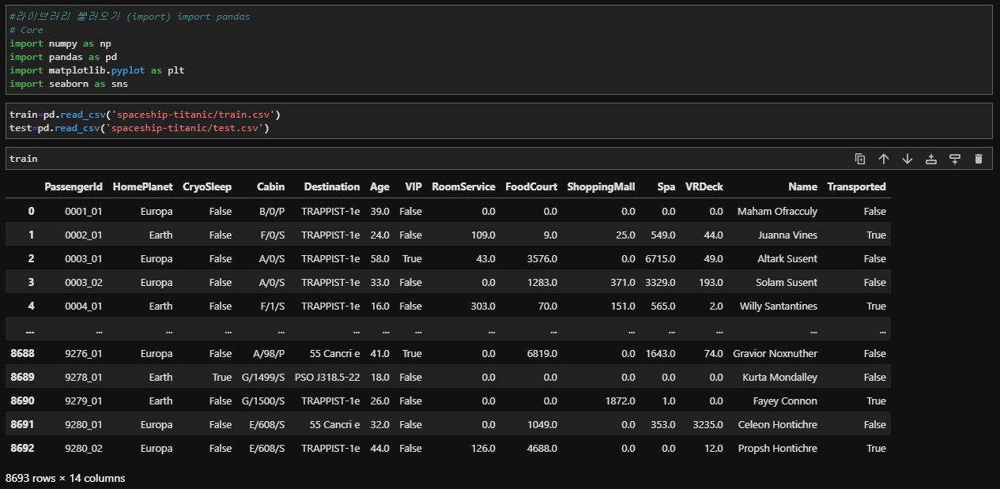 #라이브러리 불러오기 (import) import pandas
# Core
import numpy as np
import pandas as pd
import matplotlib.pyplot as plt
import seaborn as sns
train=pd.read_csv('spaceship-titanic/train.csv')
test=pd.read_csv('spaceship-titanic/test.csv')
train
PassengerId HomePlanet CryoSleep Cabin Destination Age VIP RoomService FoodCourt ShoppingMall Spa VRDeck Name Transported
0 0001_01 Europa False B/0/P TRAPPIST-1e 39.0 False 0.0 0.0 0.0 0.0 0.0 Maham Ofracculy False
1 0002_01 Earth False F/0/S TRAPPIST-1e 24.0 False 109.0 9.0 25.0 549.0 44.0 Juanna Vines True
2 0003_01 Europa False A/0/S TRAPPIST-1e 58.0 True 43.0 3576.0 0.0 6715.0 49.0 Altark Susent False
3 0003_02 Europa False A/0/S TRAPPIST-1e 33.0 False 0.0 1283.0 371.0 3329.0 193.0 Solam Susent False
4 0004_01 Earth False F/1/S TRAPPIST-1e 16.0 False 303.0 70.0 151.0 565.0 2.0 Willy Santantines True
... ... ... ... ... ... ... ... ... ... ... ... ... ... ...
8688 9276_01 Europa False A/98/P 55 Cancri e 41.0 True 0.0 6819.0 0.0 1643.0 74.0 Gravior Noxnuther False
8689 9278_01 Earth True G/1499/S PSO J318.5-22 18.0 False 0.0 0.0 0.0 0.0 0.0 Kurta Mondalley False
8690 9279_01 Earth False G/1500/S TRAPPIST-1e 26.0 False 0.0 0.0 1872.0 1.0 0.0 Fayey Connon True
8691 9280_01 Europa False E/608/S 55 Cancri e 32.0 False 0.0 1049.0 0.0 353.0 3235.0 Celeon Hontichre False
8692 9280_02 Europa False E/608/S TRAPPIST-1e 44.0 False 126.0 4688.0 0.0 0.0 12.0 Propsh Hontichre True
8693 rows × 14 columns